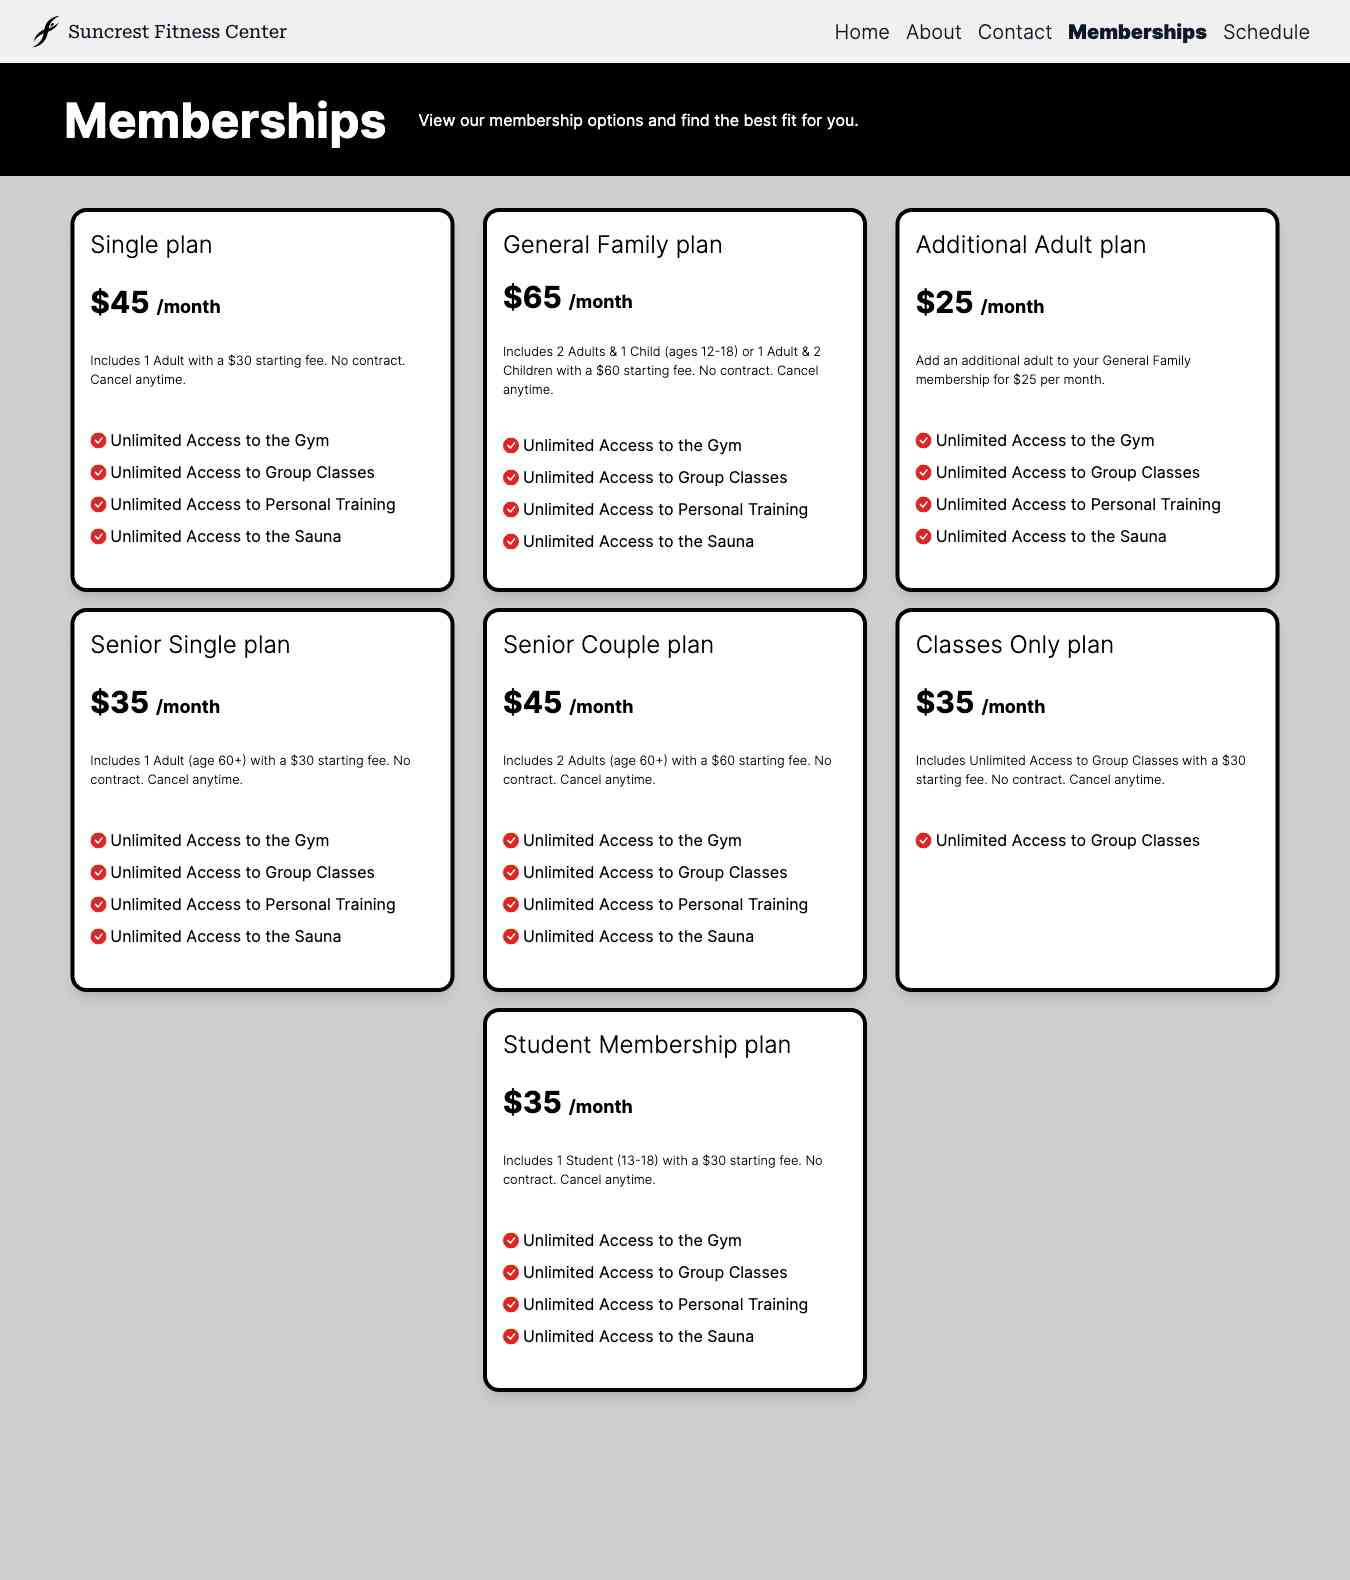 Suncrest Fitness Center
Home About Contact Memberships Schedule
Memberships
View our membership options and find the best fit for you.
Single plan
$45 /month
Includes 1 Adult with a $30 starting fee. No contract.
Cancel anytime.
Unlimited Access to the Gym
Unlimited Access to Group Classes
Unlimited Access to Personal Training
Unlimited Access to the Sauna
General Family plan
$65 /month
Includes 2 Adults & 1 Child (ages 12-18) or 1 Adult & 2
Children with a $60 starting fee. No contract. Cancel
anytime.
Unlimited Access to the Gym
Unlimited Access to Group Classes
Unlimited Access to Personal Training
Unlimited Access to the Sauna
Additional Adult plan
$25 /month
Add an additional adult to your General Family
membership for $25 per month.
Unlimited Access to the Gym
Unlimited Access to Group Classes
Unlimited Access to Personal Training
Unlimited Access to the Sauna
Senior Single plan
$35 /month
Includes 1 Adult (age 60+) with a $30 starting fee. No
contract. Cancel anytime.
Unlimited Access to the Gym
Unlimited Access to Group Classes
Unlimited Access to Personal Training
Unlimited Access to the Sauna
Senior Couple plan
$45 /month
Includes 2 Adults (age 60+) with a $60 starting fee. No
contract. Cancel anytime.
Unlimited Access to the Gym
Unlimited Access to Group Classes
Unlimited Access to Personal Training
Unlimited Access to the Sauna
Classes Only plan
$35 /month
Includes Unlimited Access to Group Classes with a $30
starting fee. No contract. Cancel anytime.
Unlimited Access to Group Classes
Student Membership plan
$35 /month
Includes 1 Student (13-18) with a $30 starting fee. No
contract. Cancel anytime.
Unlimited Access to the Gym
Unlimited Access to Group Classes
Unlimited Access to Personal Training
Unlimited Access to the Sauna